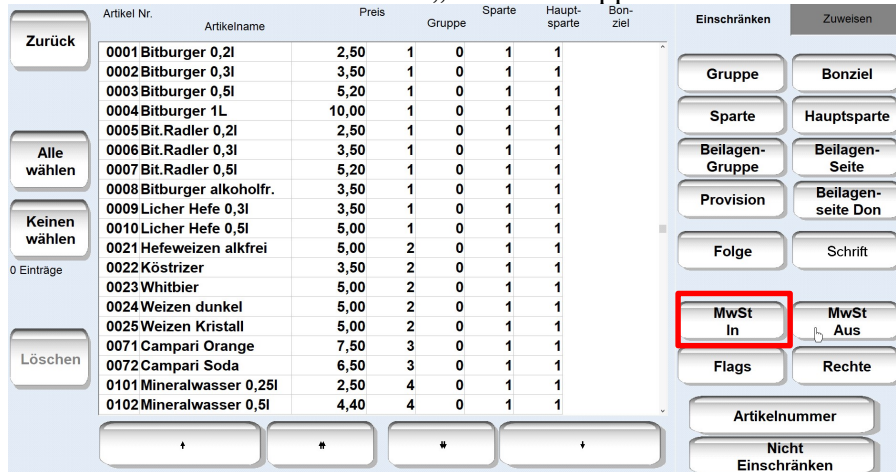 Zurück
Artikel Nr. Artikelname Preis Gruppe Sparte Haupt- sparte Bon- ziel
0001 Bitburger 0,2l 2,50 1 0 1 1
0002 Bitburger 0,3l 3,50 1 0 1 1
0003 Bitburger 0,5l 5,20 1 0 1 1
0004 Bitburger 1L 10,00 1 0 1 1
0005 Bit.Radler 0,2l 2,50 1 0 1 1
0006 Bit.Radler 0,3l 3,50 1 0 1 1
0007 Bit.Radler 0,5l 5,20 1 0 1 1
0008 Bitburger alkoholfr. 3,50 1 0 1 1
0009 Licher Hefe 0,3l 3,50 1 0 1 1
0010 Licher Hefe 0,5l 5,00 1 0 1 1
0021 Hefeweizen alkfrei 5,00 2 0 1 1
0022 Köstrizer 3,50 2 0 1 1
0023 Whitbier 5,00 2 0 1 1
0024 Weizen dunkel 5,00 2 0 1 1
0025 Weizen Kristall 5,00 2 0 1 1
0071 Campari Orange 7,50 3 0 1 1
0072 Campari Soda 6,50 3 0 1 1
0101 Mineralwasser 0,25l 2,50 4 0 1 1
0102 Mineralwasser 0,5l 4,40 4 0 1 1
Alle
wählen
Keinen
wählen
0 Einträge
Löschen
Einschränken Zuweisen
Gruppe Bonziel
Sparte Hauptsparte
Beilagen-
Gruppe
Beilagen-
Seite
Provision
Beilagen-
seite Don
Folge Schrift
MwSt
In
MwSt
Aus
Flags Rechte
Artikelnummer
Nicht
Einschränken